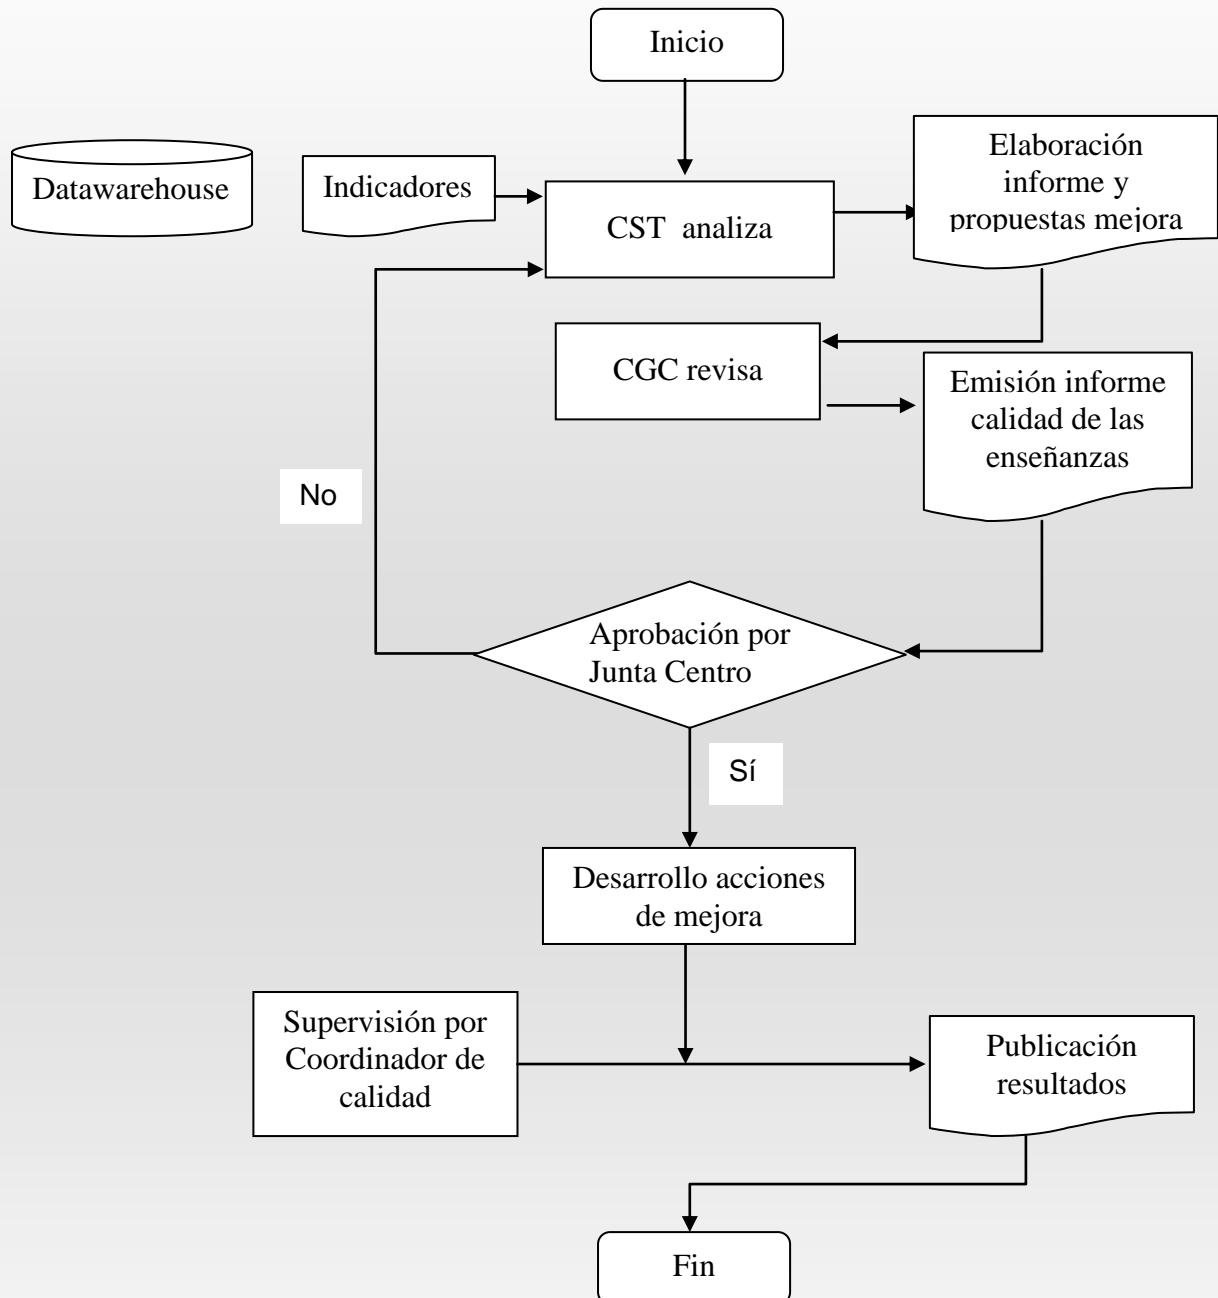 Inicio
Datawarehouse
Indicadores
CST analiza
Elaboración
informe y
propuestas mejora
CGC revisa
Emisión informe
calidad de las
enseñanzas
No
Aprobación por
Junta Centro
Sí
Desarrollo acciones
de mejora
Supervisión por
Coordinador de
calidad
Publicación
resultados
Fin